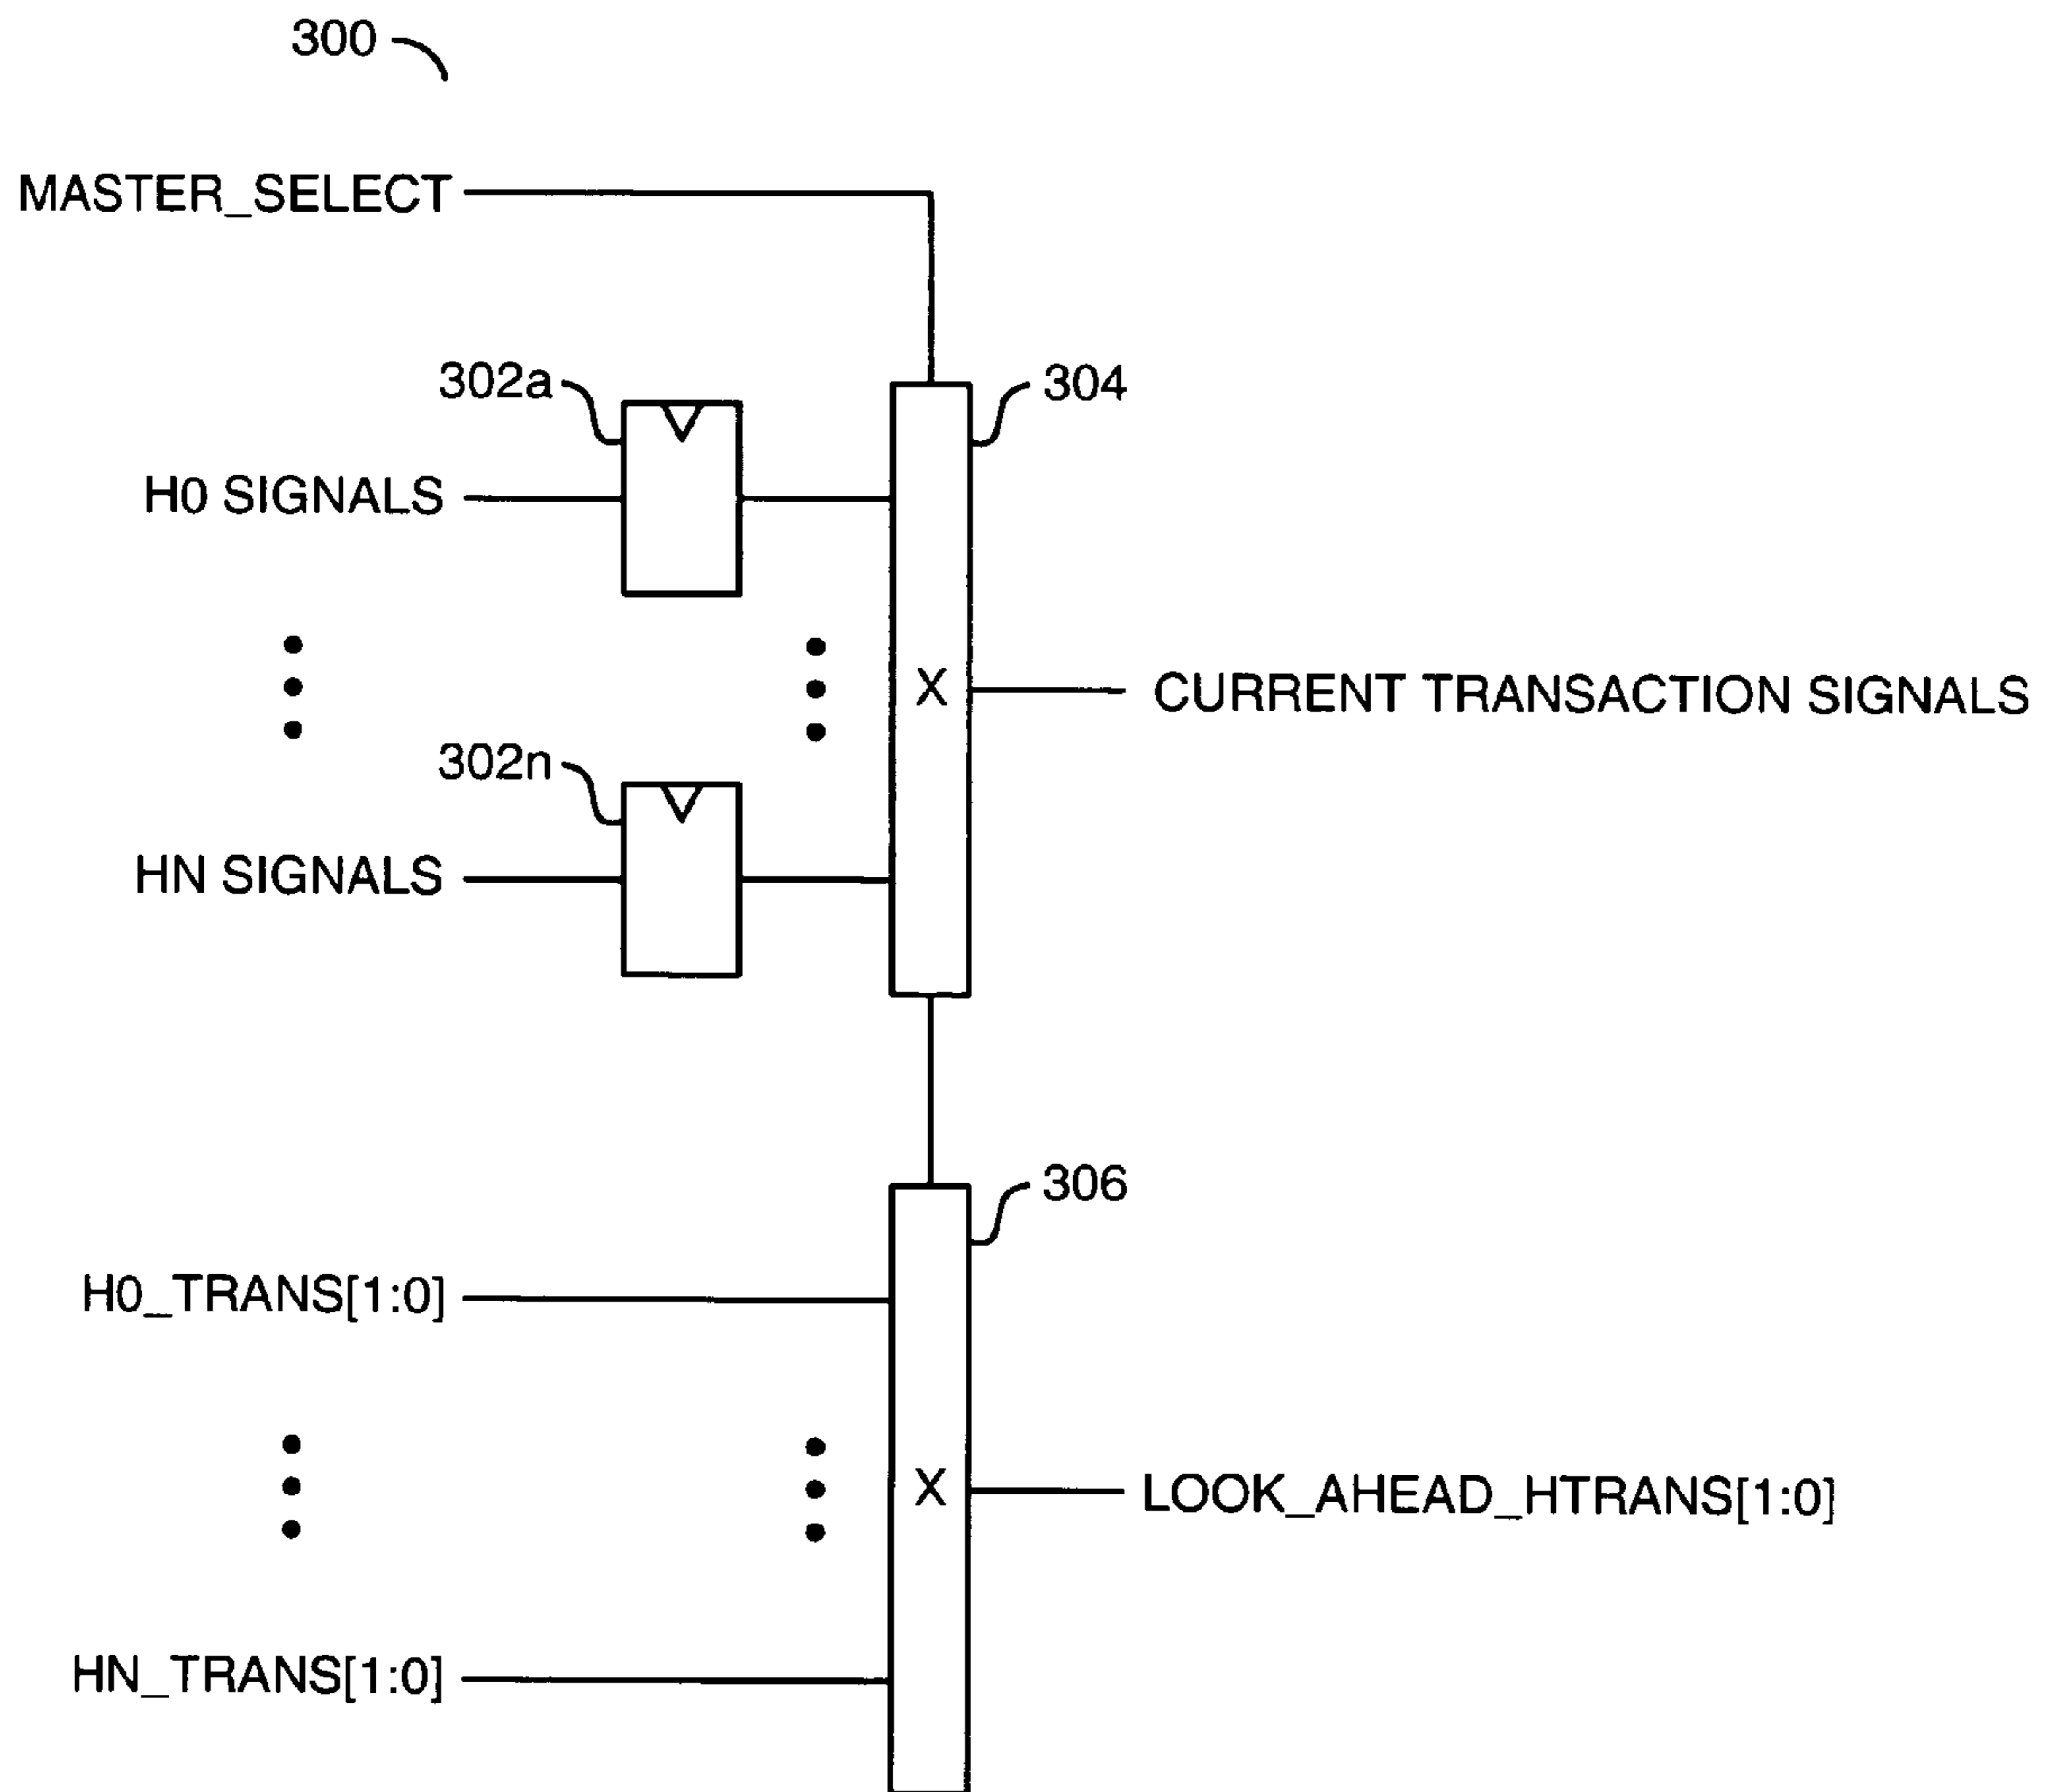 300
MASTER_SELECT
302a
304
H0 SIGNALS
X
CURRENT TRANSACTION SIGNALS
302n
HN SIGNALS
306
H0_TRANS[1:0]
X
LOOK_AHEAD_HTRANS[1:0]
HN_TRANS[1:0]